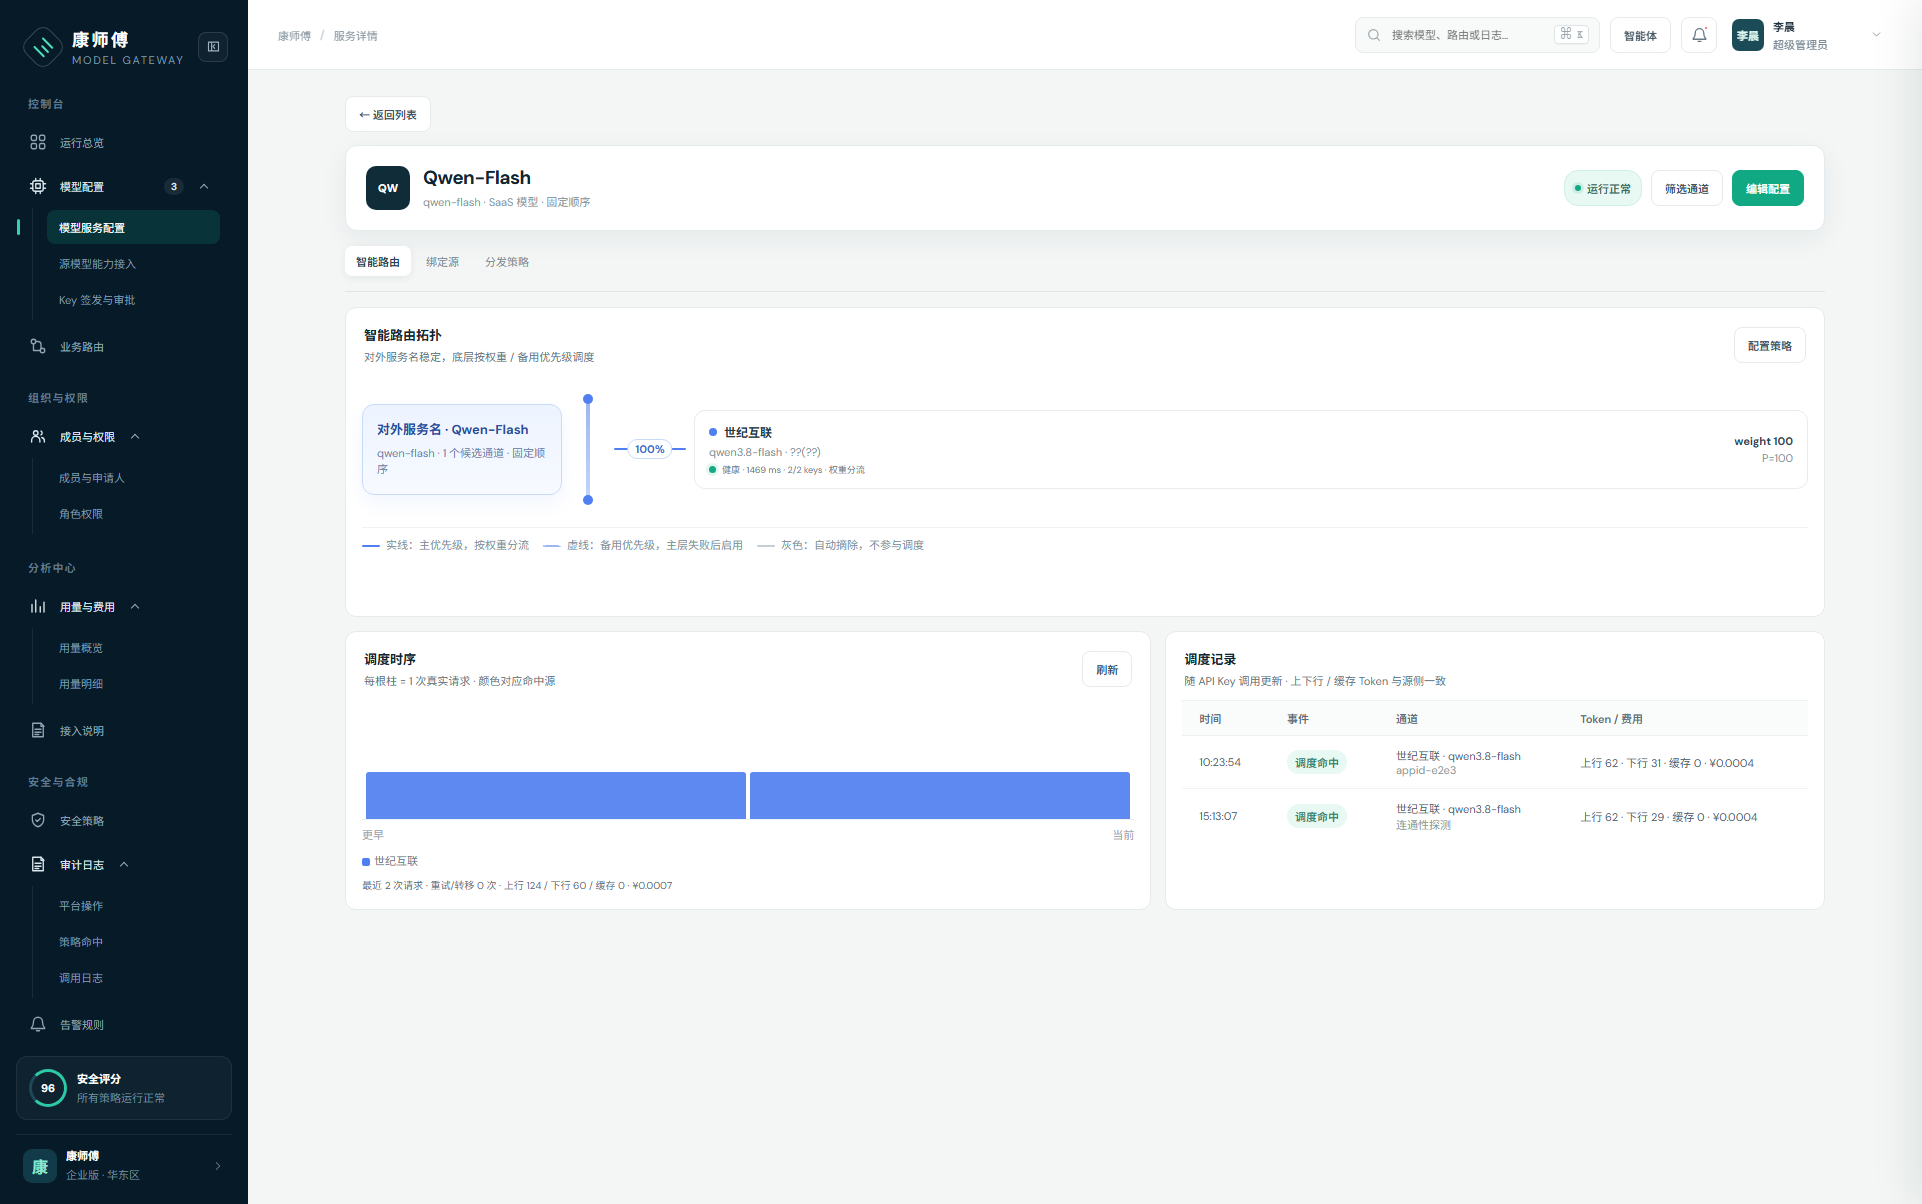 康师傅
MODEL GATEWAY
控制台
运行总览
模型配置 3
模型服务配置
源模型能力接入
Key 签发与审批
业务路由
组织与权限
成员与权限
成员与申请人
角色权限
分析中心
用量与费用
用量概览
用量明细
接入说明
安全与合规
安全策略
审计日志
平台操作
策略命中
调用日志
告警规则
96
安全评分
所有策略运行正常
康
康师傅
企业版 · 华东区
康师傅 / 服务详情
搜索模型、路由或日志... ⌘ K
智能体
李晨
李晨
超级管理员
← 返回列表
QW
Qwen-Flash
qwen-flash · SaaS 模型 · 固定顺序
运行正常
筛选通道
编辑配置
智能路由 绑定源 分发策略
智能路由拓扑
对外服务名稳定，底层按权重 / 备用优先级调度
配置策略
对外服务名 · Qwen-Flash
qwen-flash · 1 个候选通道 · 固定顺
序
100%
世纪互联
qwen3.8-flash · ??(??)
健康 · 1469 ms · 2/2 keys · 权重分流
weight 100
P=100
实线：主优先级，按权重分流 虚线：备用优先级，主层失败后启用 灰色：自动摘除，不参与调度
调度时序
每根柱 = 1 次真实请求 · 颜色对应命中源
刷新
更早 当前
世纪互联
最近 2 次请求 · 重试/转移 0 次 · 上行 124 / 下行 60 / 缓存 0 · ¥0.0007
调度记录
随 API Key 调用更新 · 上下行 / 缓存 Token 与源侧一致
时间 事件 通道 Token / 费用
10:23:54 调度命中 世纪互联 · qwen3.8-flash 上行 62 · 下行 31 · 缓存 0 · ¥0.0004
appid-e2e3
15:13:07 调度命中 世纪互联 · qwen3.8-flash 上行 62 · 下行 29 · 缓存 0 · ¥0.0004
连通性探测